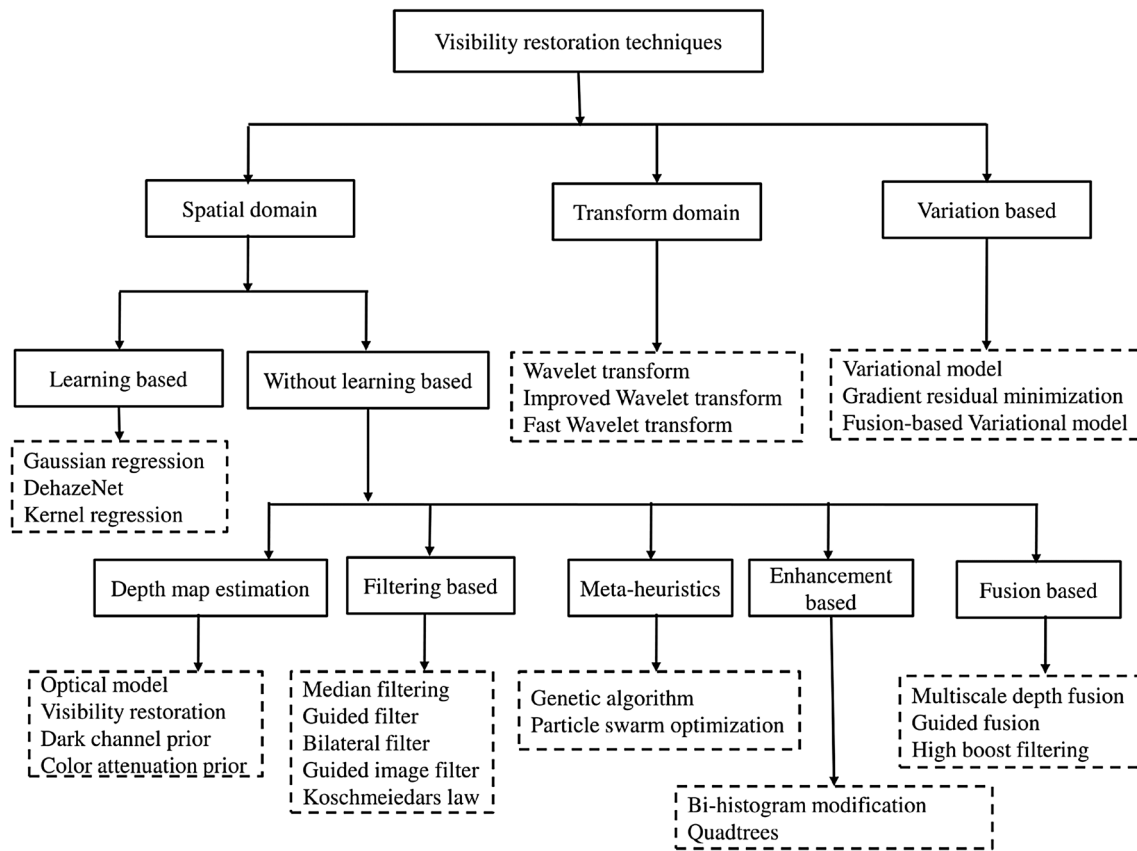 Visibility restoration techniques
Spatial domain
Transform domain
Variation based
Learning based
Without learning based
Wavelet transform
Improved Wavelet transform
Fast Wavelet transform
Variational model
Gradient residual minimization
Fusion-based Variational model
Gaussian regression
DehazeNet
Kernel regression
Depth map estimation
Filtering based
Meta-heuristics
Enhancement
based
Fusion based
Optical model
Visibility restoration
Dark channel prior
Color attenuation prior
Median filtering
Guided filter
Bilateral filter
Guided image filter
Koschmeiedars law
Genetic algorithm
Particle swarm optimization
Bi-histogram modification
Quadtrees
Multiscale depth fusion
Guided fusion
High boost filtering